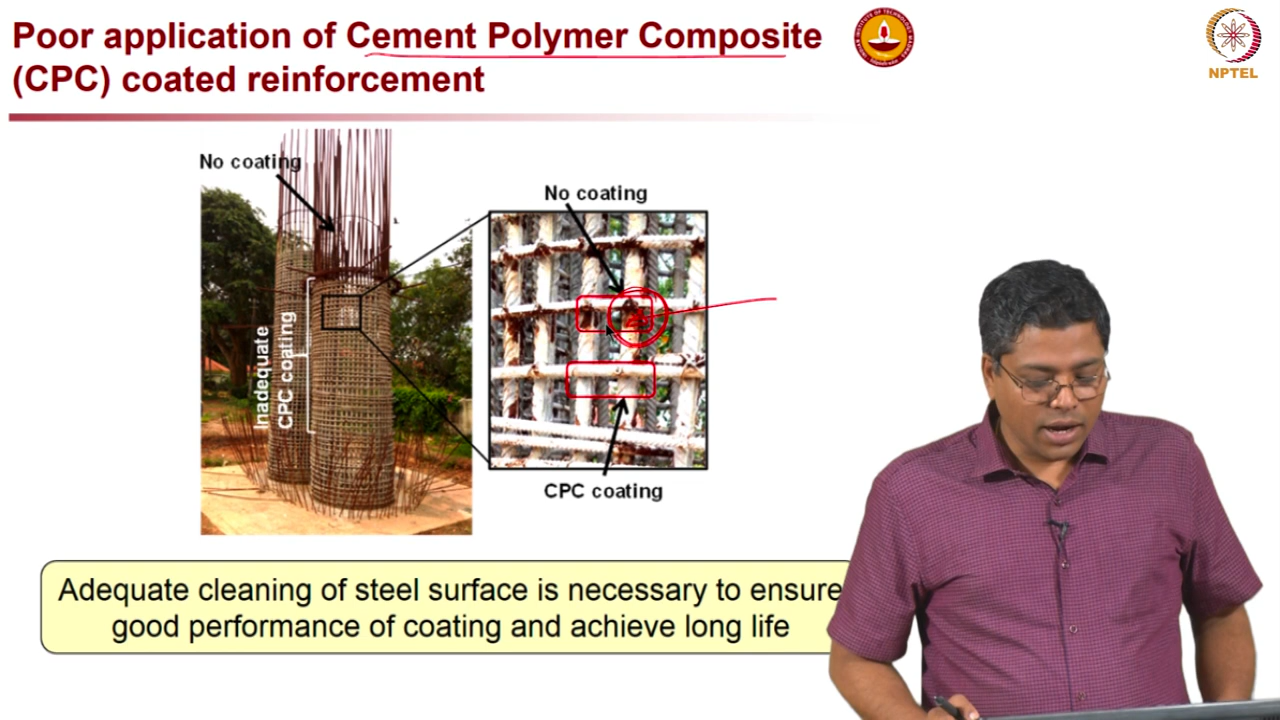 Poor application of Cement Polymer Composite
(CPC) coated reinforcement
NPTEL
No coating
No coating
Inadequate
CPC coating
CPC coating
Adequate cleaning of steel surface is necessary to ensure
good performance of coating and achieve long life